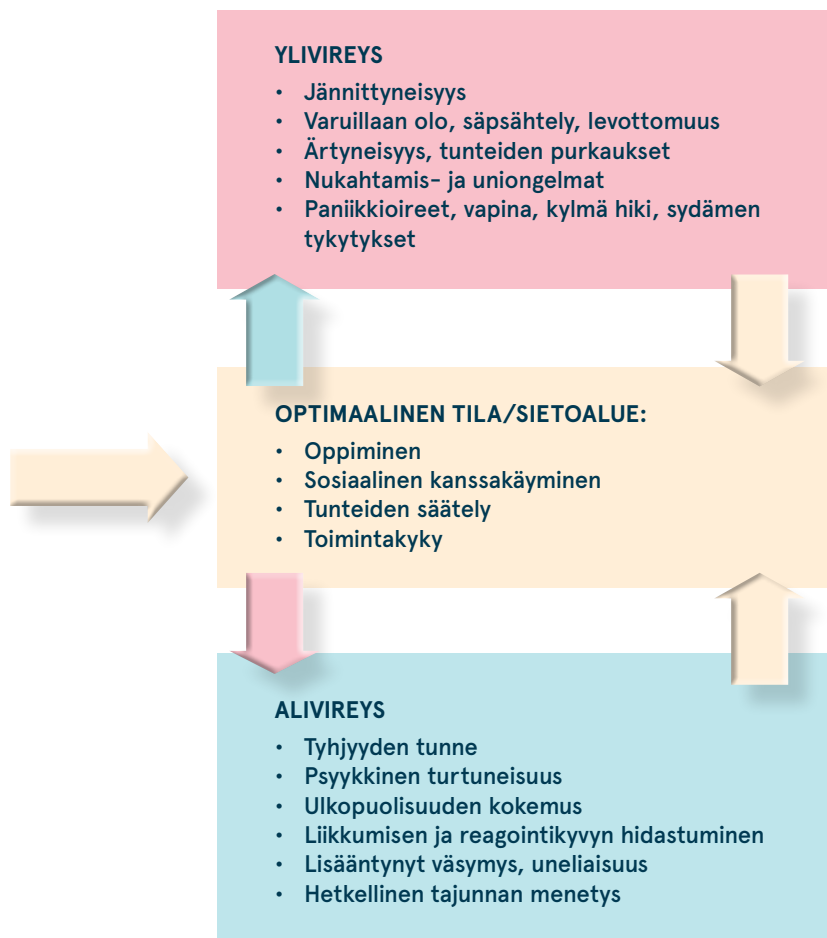 YLIVIREYS
• Jännittyneisyys
• Varuillaan olo, säpsähtely, levottomuus
• Ärtyneisyys, tunteiden purkaukset
• Nukahtamis- ja uniongelmat
• Paniikkioireet, vapina, kylmä hiki, sydämen
tykytykset
OPTIMAALINEN TILA/SIETOALUE:
• Oppiminen
• Sosiaalinen kanssakäyminen
• Tunteiden säätely
• Toimintakyky
ALIVIREYS
• Tyhjyyden tunne
• Psyykkinen turtuneisuus
• Ulkopuolisuuden kokemus
• Liikkumisen ja reagointikyvyn hidastuminen
• Lisääntynyt väsymys, uneliaisuus
• Hetkellinen tajunnan menetys